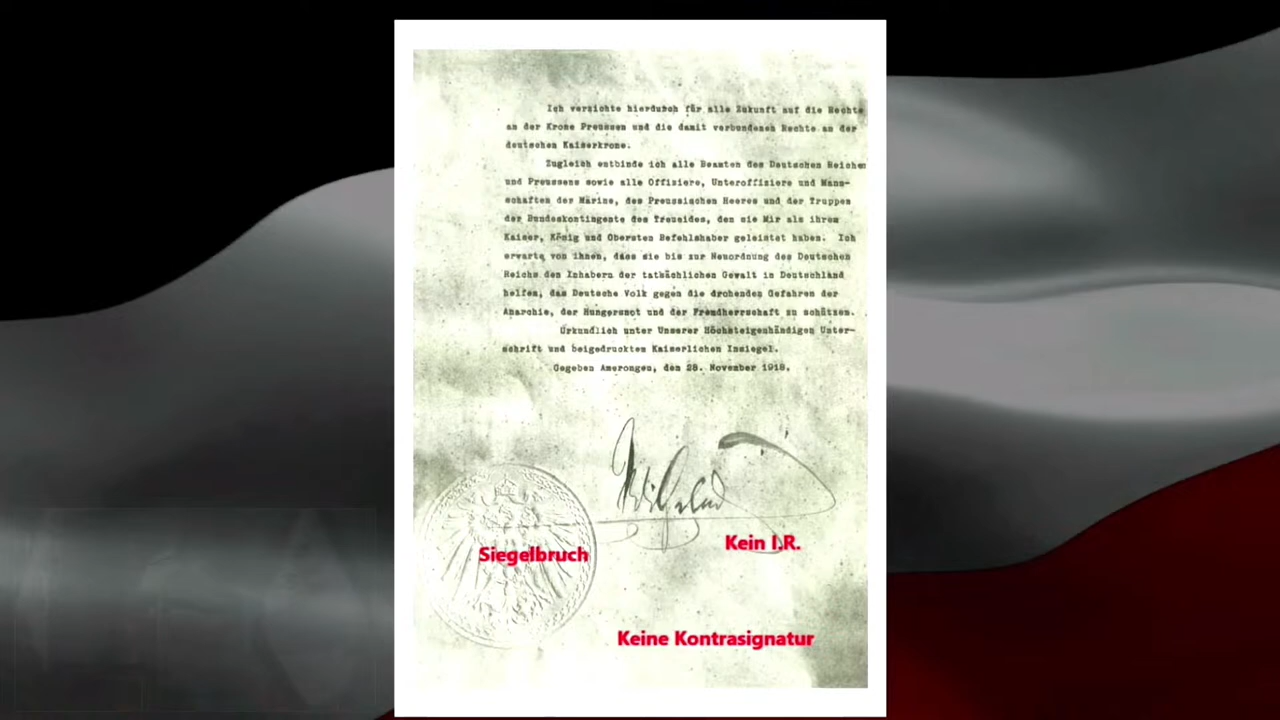 Ich verzichte hierdurch für alle Zukunft auf die Rechte
an der Krone Preussen und die damit verbundenen Rechte an der
deutschen Kaiserkrone.
Zugleich entbinde ich alle Beamten des Deutschen Reiches
und Preussens sowie alle Offiziere, Unteroffiziere und Mann-
schaften der Marine, des Preussischen Heeres und der Truppen
der Bundeskontingente des Treueides, den sie Mir als ihrem
Kaiser, König und Obersten Befehlshaber geleistet haben. Ich
erwarte von ihnen, dass sie bis zur Neuordnung des Deutschen
Reichs den Inhabern der tatsächlichen Gewalt in Deutschland
helfen, das Deutsche Volk gegen die drohenden Gefahren der
Anarchie, der Hungersnot und der Fremdherrschaft zu schützen.
Urkundlich unter Unserer Höchsteigenhändigen Unter-
schrift und beigedrucktem Kaiserlichen Insiegel.
Gegeben Amerongen, den 28. November 1918.
Wilhelm
Kein I.R.
Siegelbruch
Keine Kontrasignatur